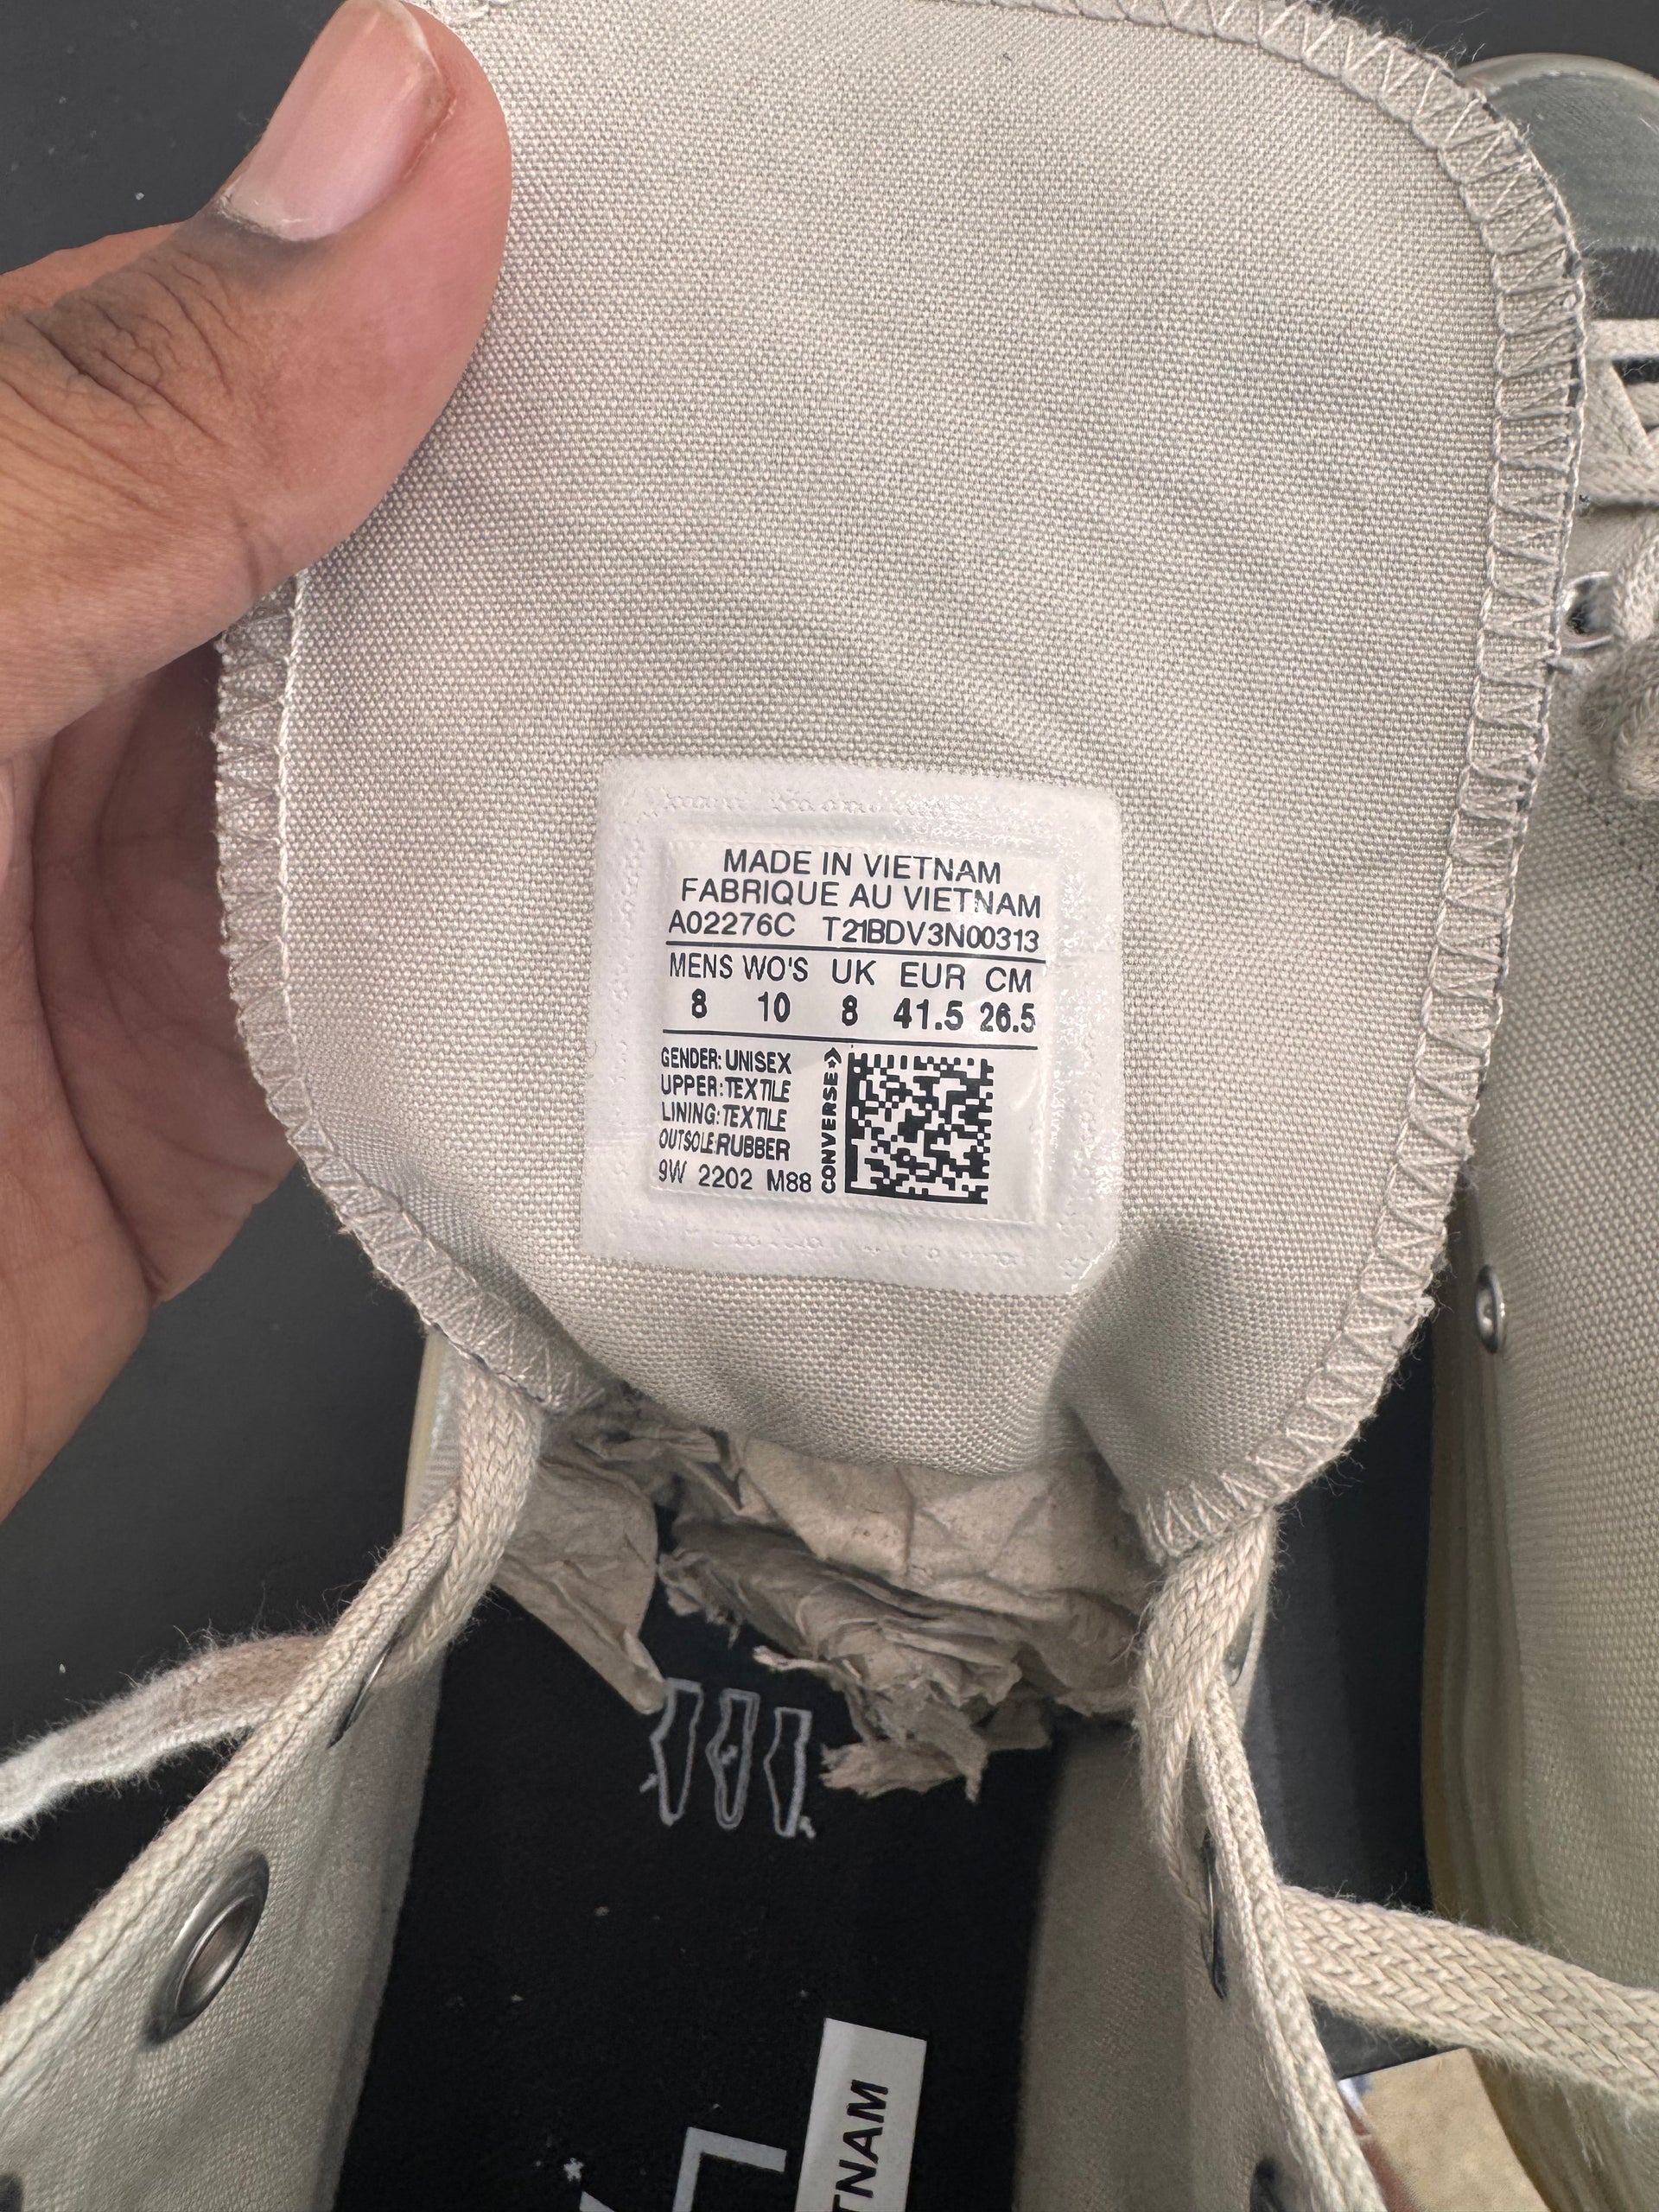 MADE IN VIETNAM
FABRIQUE AU VIETNAM
A02276C T21BDV3N00313
MENS WO'S UK EUR CM
8 10 8 41.5 26.5
GENDER: UNISEX
UPPER: TEXTILE
LINING: TEXTILE
OUTSOLE: RUBBER
9W 2202 M88
CONVERSE
TNAM